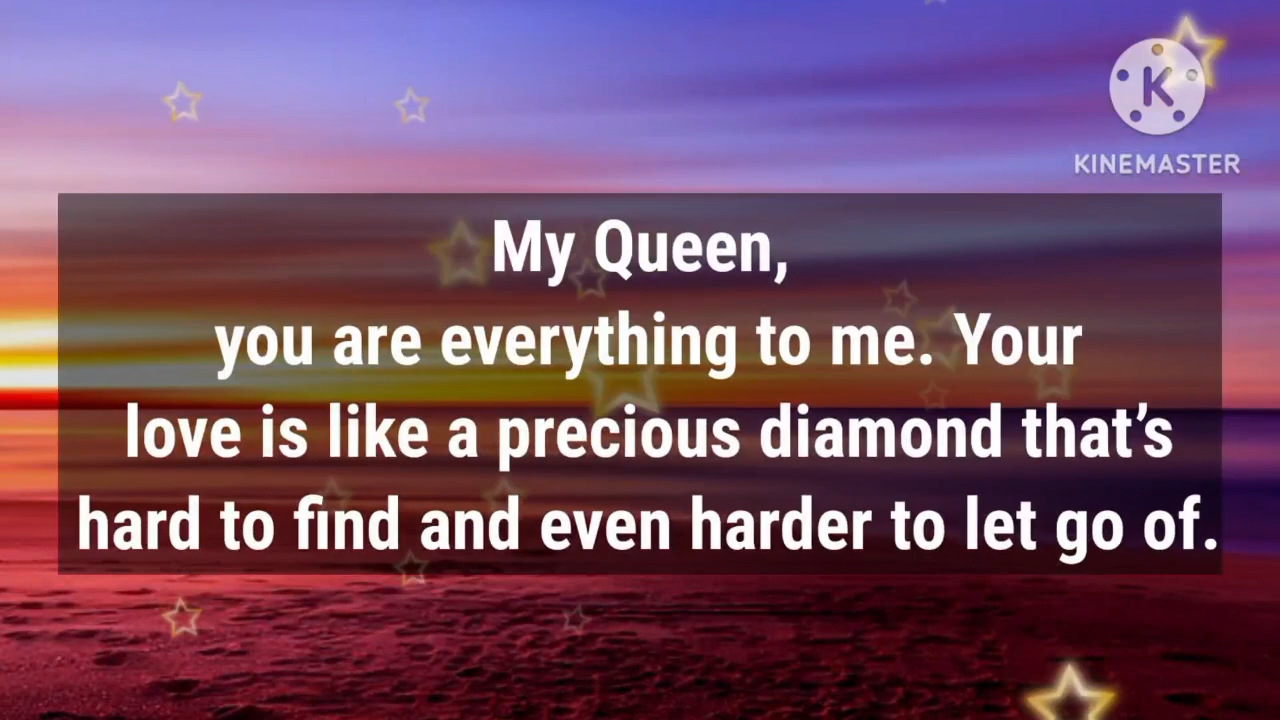 K
KINEMASTER
My Queen,
you are everything to me. Your
love is like a precious diamond that’s
hard to find and even harder to let go of.